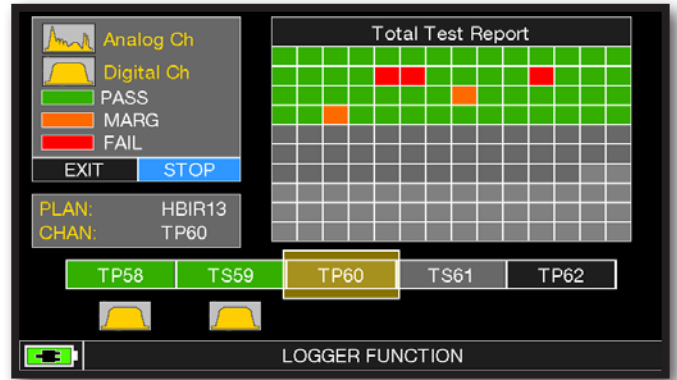 Analog Ch
Digital Ch
PASS
MARG
FAIL
EXIT STOP
PLAN: HBIR13
CHAN: TP60
Total Test Report
TP58 TS59 TP60 TS61 TP62
LOGGER FUNCTION